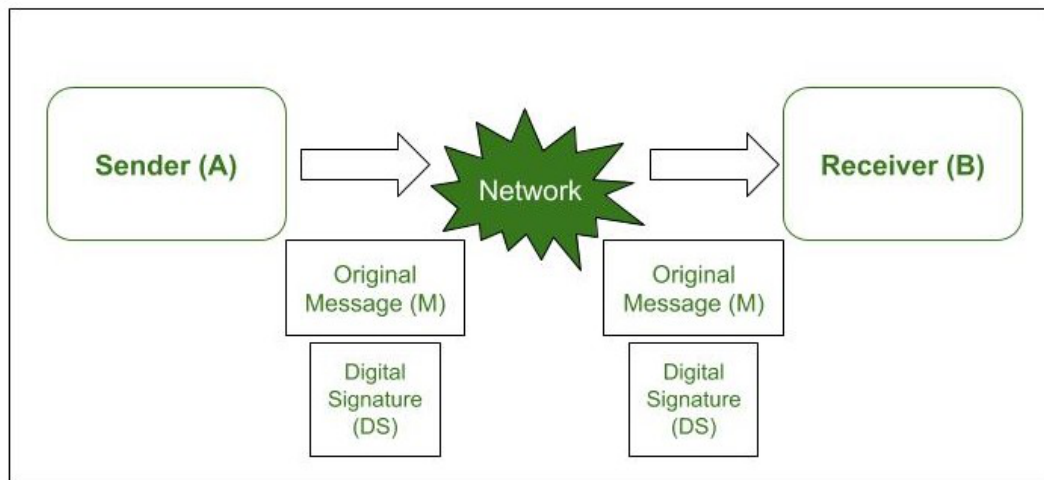 Sender (A)
Network
Receiver (B)
Original
Message (M)
Original
Message (M)
Digital
Signature
(DS)
Digital
Signature
(DS)